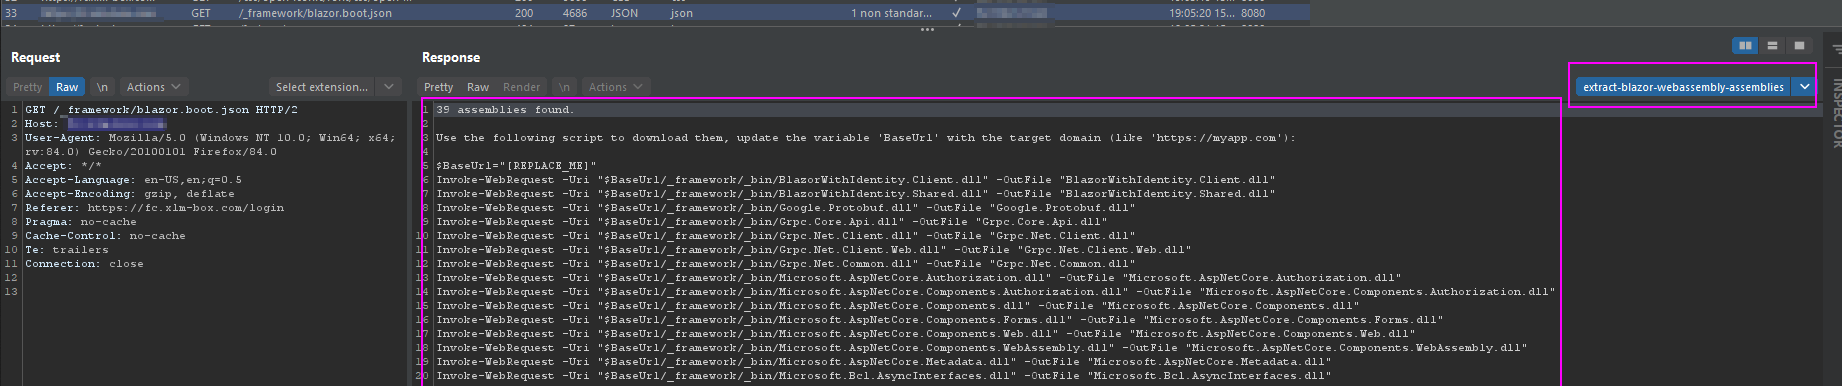 33 GET /_framework/blazor.boot.json 200 4686 JSON json 1 non standar... ✓ 19:05:20 15... 8080
Request
Response
Pretty Raw \n Actions Select extension...
Pretty Raw Render \n Actions
extract-blazor-webassembly-assemblies
INSPECTOR
1 GET /_framework/blazor.boot.json HTTP/2
2 Host:
3 User-Agent: Mozilla/5.0 (Windows NT 10.0; Win64; x64;
rv:84.0) Gecko/20100101 Firefox/84.0
4 Accept: */*
5 Accept-Language: en-US,en;q=0.5
6 Accept-Encoding: gzip, deflate
7 Referer: https://fc.xlm-box.com/login
8 Pragma: no-cache
9 Cache-Control: no-cache
10 Te: trailers
11 Connection: close
12
13
1 39 assemblies found.
2
3 Use the following script to download them, update the variable 'BaseUrl' with the target domain (like 'https://myapp.com'):
4
5 $BaseUrl="[REPLACE_ME]"
6 Invoke-WebRequest -Uri "$BaseUrl/_framework/_bin/BlazorWithIdentity.Client.dll" -OutFile "BlazorWithIdentity.Client.dll"
7 Invoke-WebRequest -Uri "$BaseUrl/_framework/_bin/BlazorWithIdentity.Shared.dll" -OutFile "BlazorWithIdentity.Shared.dll"
8 Invoke-WebRequest -Uri "$BaseUrl/_framework/_bin/Google.Protobuf.dll" -OutFile "Google.Protobuf.dll"
9 Invoke-WebRequest -Uri "$BaseUrl/_framework/_bin/Grpc.Core.Api.dll" -OutFile "Grpc.Core.Api.dll"
10 Invoke-WebRequest -Uri "$BaseUrl/_framework/_bin/Grpc.Net.Client.dll" -OutFile "Grpc.Net.Client.dll"
11 Invoke-WebRequest -Uri "$BaseUrl/_framework/_bin/Grpc.Net.Client.Web.dll" -OutFile "Grpc.Net.Client.Web.dll"
12 Invoke-WebRequest -Uri "$BaseUrl/_framework/_bin/Grpc.Net.Common.dll" -OutFile "Grpc.Net.Common.dll"
13 Invoke-WebRequest -Uri "$BaseUrl/_framework/_bin/Microsoft.AspNetCore.Authorization.dll" -OutFile "Microsoft.AspNetCore.Authorization.dll"
14 Invoke-WebRequest -Uri "$BaseUrl/_framework/_bin/Microsoft.AspNetCore.Components.Authorization.dll" -OutFile "Microsoft.AspNetCore.Components.Authorization.dll"
15 Invoke-WebRequest -Uri "$BaseUrl/_framework/_bin/Microsoft.AspNetCore.Components.dll" -OutFile "Microsoft.AspNetCore.Components.dll"
16 Invoke-WebRequest -Uri "$BaseUrl/_framework/_bin/Microsoft.AspNetCore.Components.Forms.dll" -OutFile "Microsoft.AspNetCore.Components.Forms.dll"
17 Invoke-WebRequest -Uri "$BaseUrl/_framework/_bin/Microsoft.AspNetCore.Components.Web.dll" -OutFile "Microsoft.AspNetCore.Components.Web.dll"
18 Invoke-WebRequest -Uri "$BaseUrl/_framework/_bin/Microsoft.AspNetCore.Components.WebAssembly.dll" -OutFile "Microsoft.AspNetCore.Components.WebAssembly.dll"
19 Invoke-WebRequest -Uri "$BaseUrl/_framework/_bin/Microsoft.AspNetCore.Metadata.dll" -OutFile "Microsoft.AspNetCore.Metadata.dll"
20 Invoke-WebRequest -Uri "$BaseUrl/_framework/_bin/Microsoft.Bcl.AsyncInterfaces.dll" -OutFile "Microsoft.Bcl.AsyncInterfaces.dll"